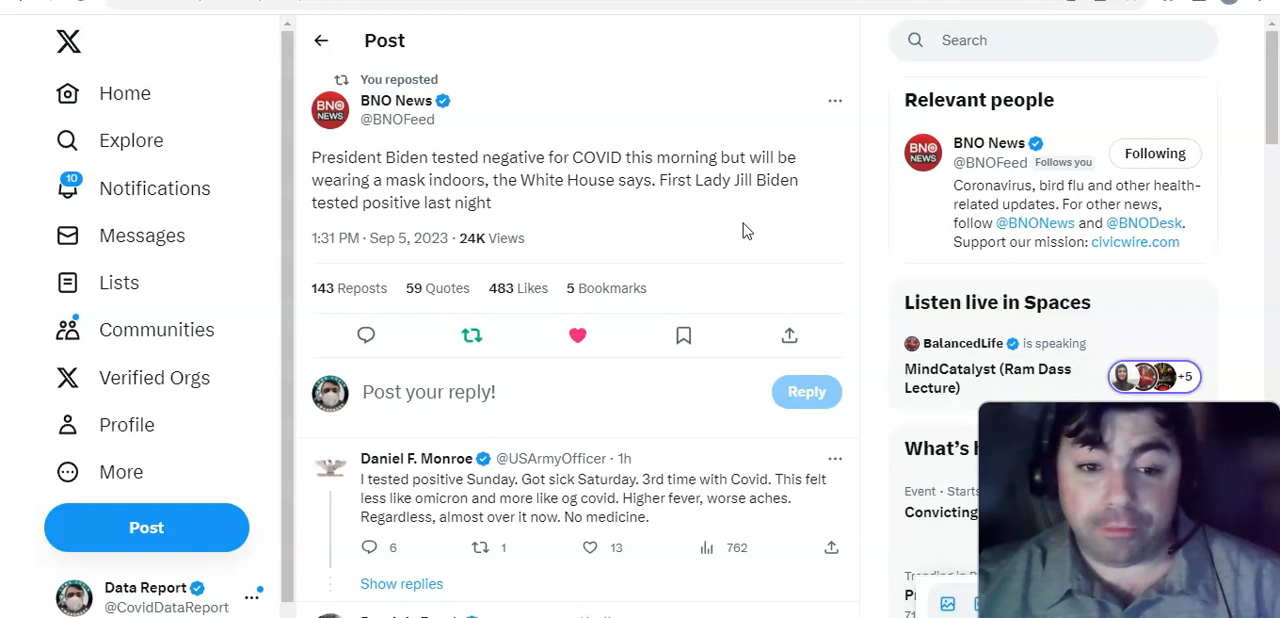 Home
Explore
10
Notifications
Messages
Lists
Communities
Verified Orgs
Profile
More
Post
Data Report
@CovidDataReport
Post
You reposted
BNO NEWS
BNO News
@BNOFeed
President Biden tested negative for COVID this morning but will be
wearing a mask indoors, the White House says. First Lady Jill Biden
tested positive last night
1:31 PM · Sep 5, 2023 · 24K Views
143 Reposts 59 Quotes 483 Likes 5 Bookmarks
Post your reply!
Reply
Daniel F. Monroe @USArmyOfficer · 1h
I tested positive Sunday. Got sick Saturday. 3rd time with Covid. This felt
less like omicron and more like og covid. Higher fever, worse aches.
Regardless, almost over it now. No medicine.
6 1 13 762
Show replies
Search
Relevant people
BNO NEWS
BNO News
@BNOFeed Follows you
Following
Coronavirus, bird flu and other health-
related updates. For other news,
follow @BNONews and @BNODesk.
Support our mission: civicwire.com
Listen live in Spaces
BalancedLife is speaking
MindCatalyst (Ram Dass
Lecture)
+5
What's h
Event · Starts
Convicting